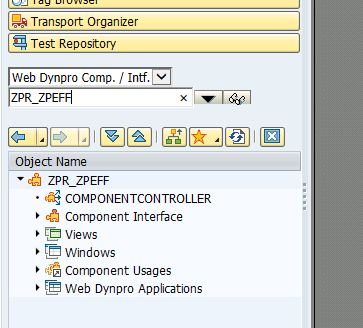 Tag Browser
Transport Organizer
Test Repository
Web Dynpro Comp. / Intf.
ZPR_ZPEFF
Object Name
ZPR_ZPEFF
COMPONENTCONTROLLER
Component Interface
Views
Windows
Component Usages
Web Dynpro Applications